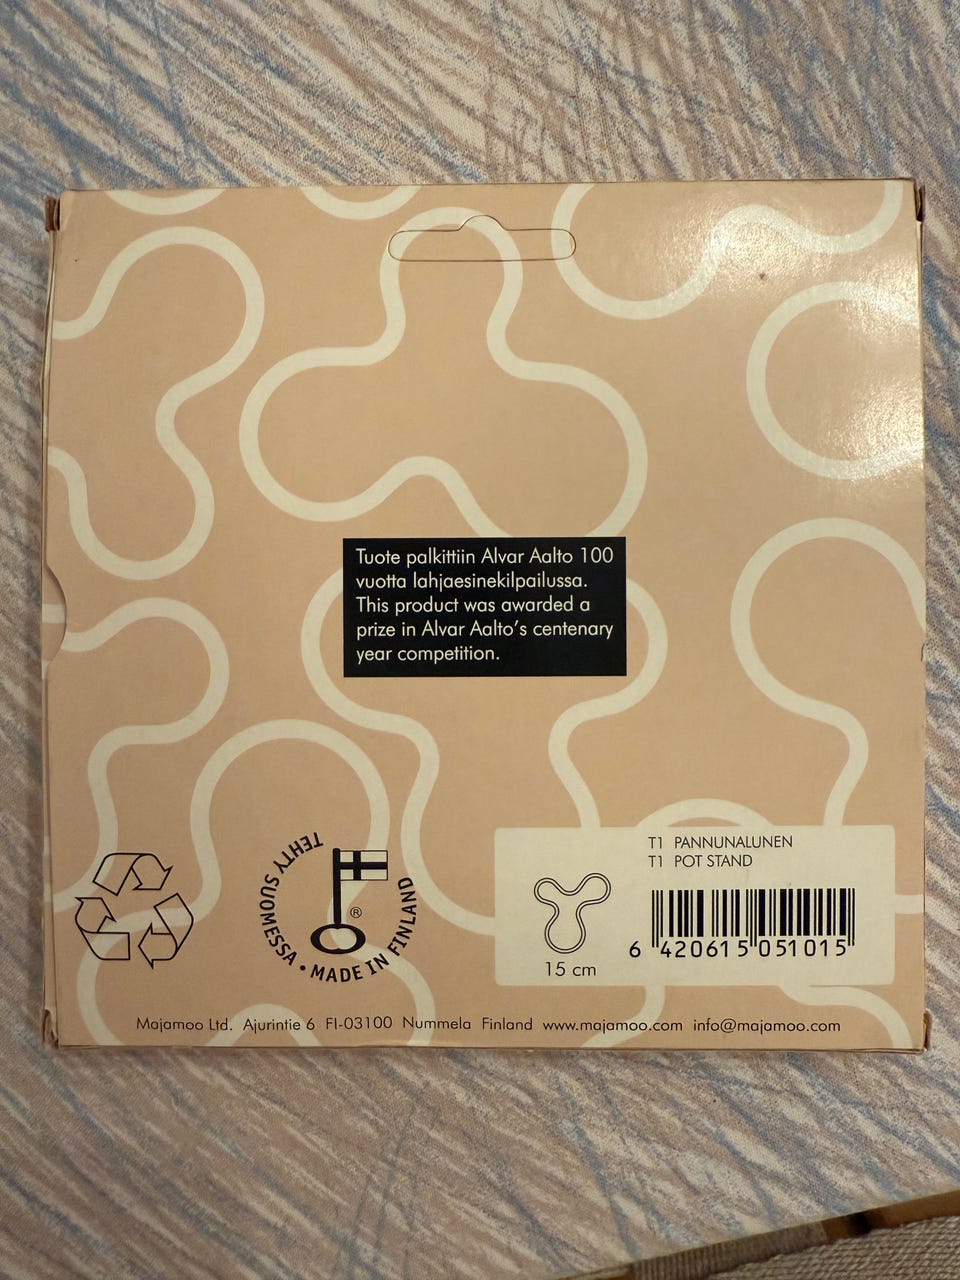 Tuote palkittiin Alvar Aalto 100
vuotta lahjaesinekilpailussa.
This product was awarded a
prize in Alvar Aalto's centenary
year competition.
TEHTY SUOMESSA • MADE IN FINLAND
®
T1 PANNUNALUNEN
T1 POT STAND
15 cm
6 420615 051015
Majamoo Ltd. Ajurintie 6 FI-03100 Nummela Finland www.majamoo.com info@majamoo.com